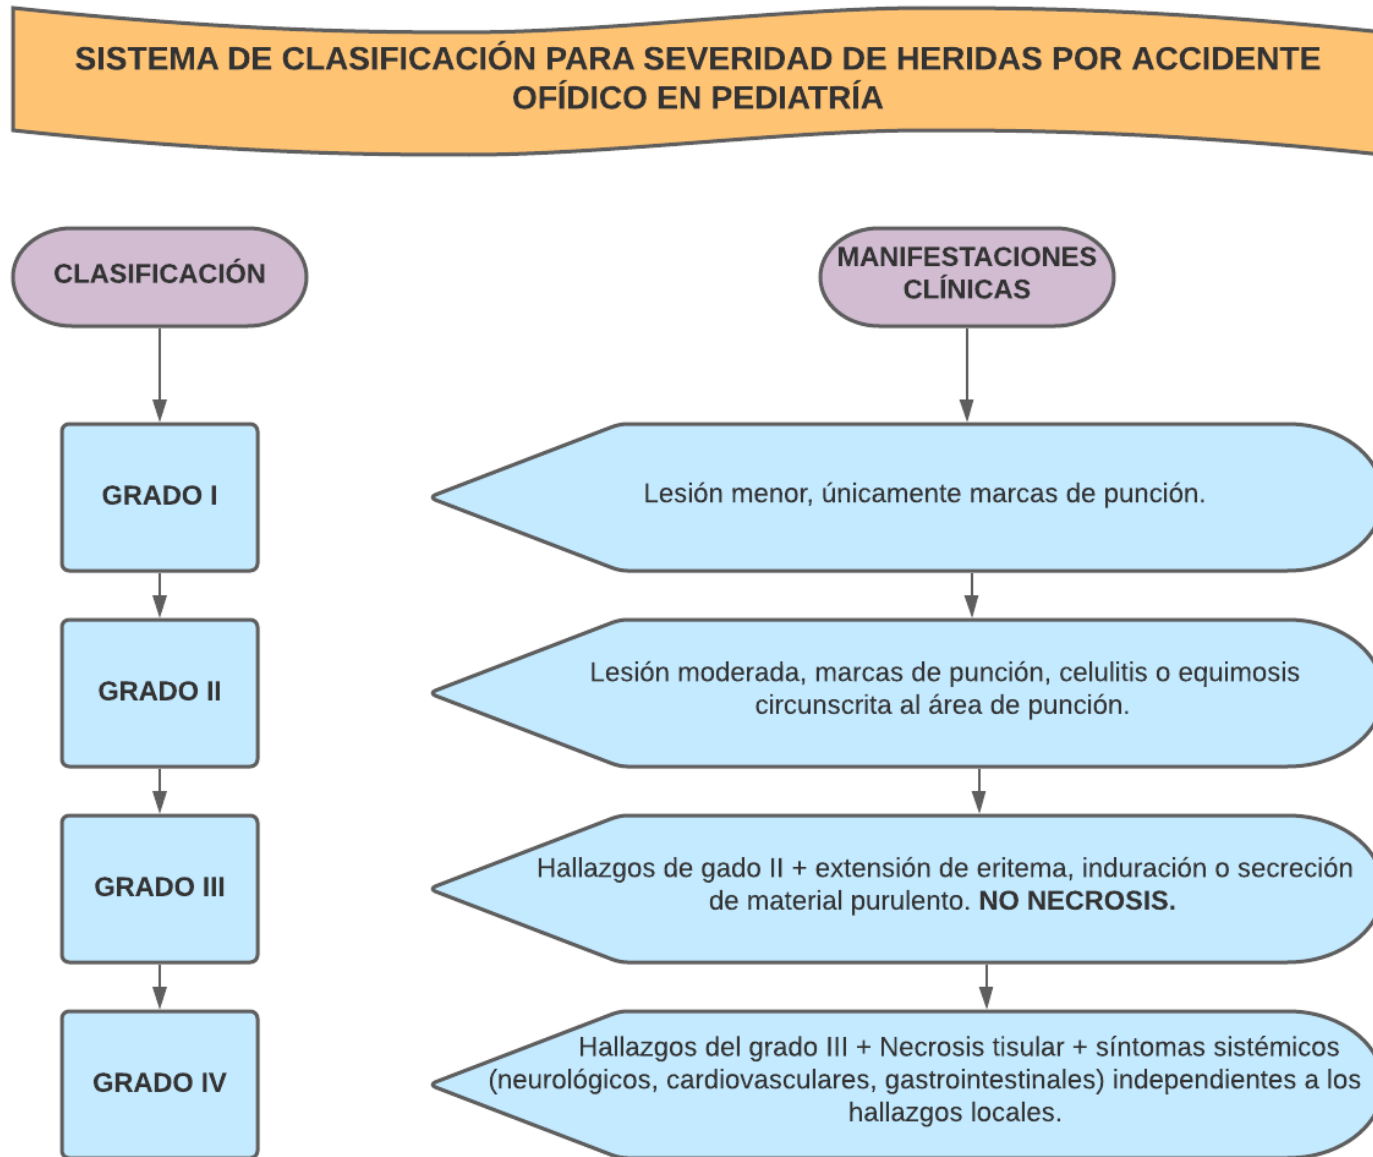 SISTEMA DE CLASIFICACIÓN PARA SEVERIDAD DE HERIDAS POR ACCIDENTE
OFÍDICO EN PEDIATRÍA
CLASIFICACIÓN
MANIFESTACIONES
CLÍNICAS
GRADO I
Lesión menor, únicamente marcas de punción.
GRADO II
Lesión moderada, marcas de punción, celulitis o equimosis
circunscrita al área de punción.
GRADO III
Hallazgos de gado II + extensión de eritema, induración o secreción
de material purulento. NO NECROSIS.
GRADO IV
Hallazgos del grado III + Necrosis tisular + síntomas sistémicos
(neurológicos, cardiovasculares, gastrointestinales) independientes a los
hallazgos locales.